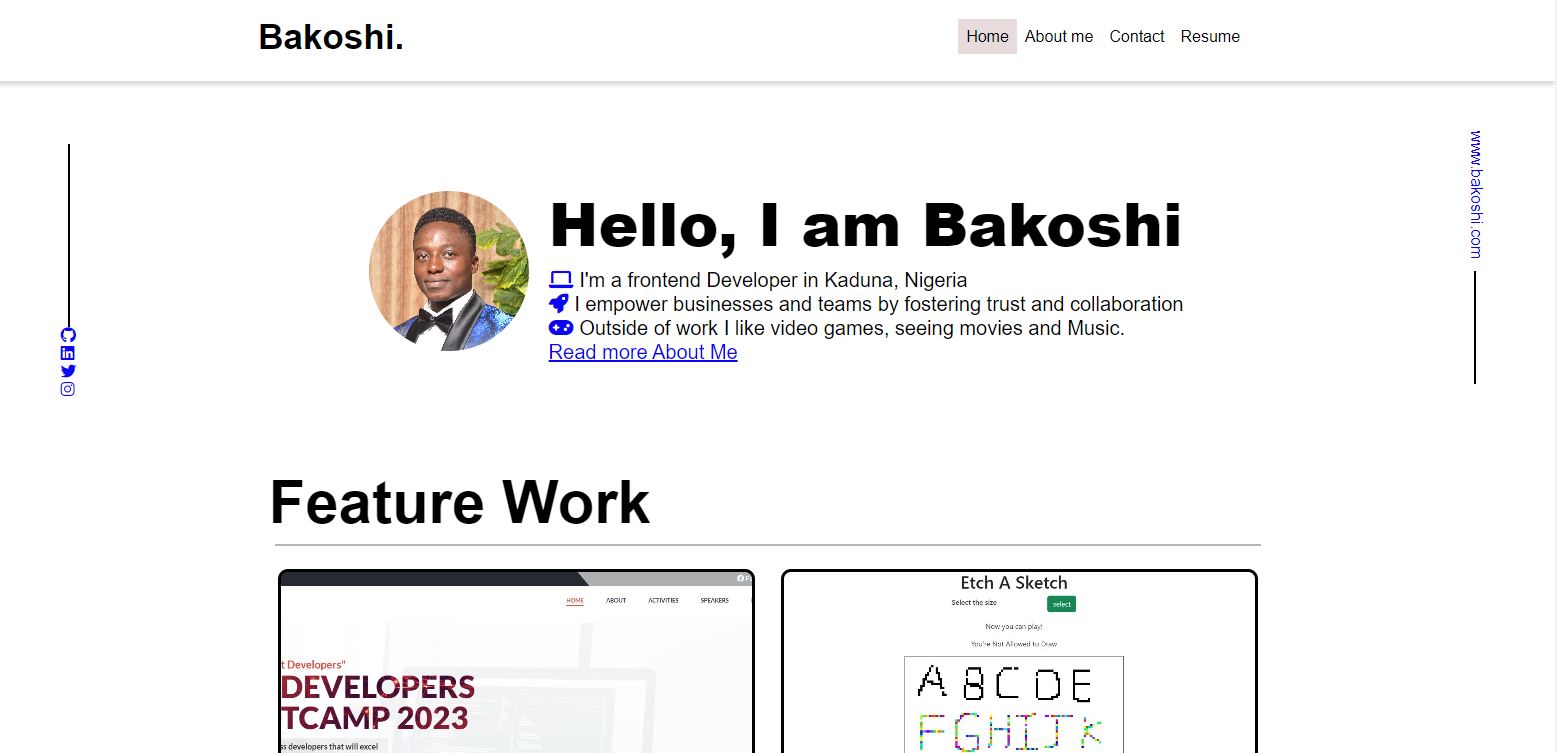 Bakoshi.
Home About me Contact Resume
www.bakoshi.com
Hello, I am Bakoshi
I'm a frontend Developer in Kaduna, Nigeria
I empower businesses and teams by fostering trust and collaboration
Outside of work I like video games, seeing movies and Music.
Read more About Me
Feature Work
HOME ABOUT ACTIVITIES SPEAKERS
t Developers"
DEVELOPERS
TCAMP 2023
ss developers that will excel
Etch A Sketch
Select the size select
Now you can play!
You're Not Allowed to Draw
A B C D E
F G H I J K